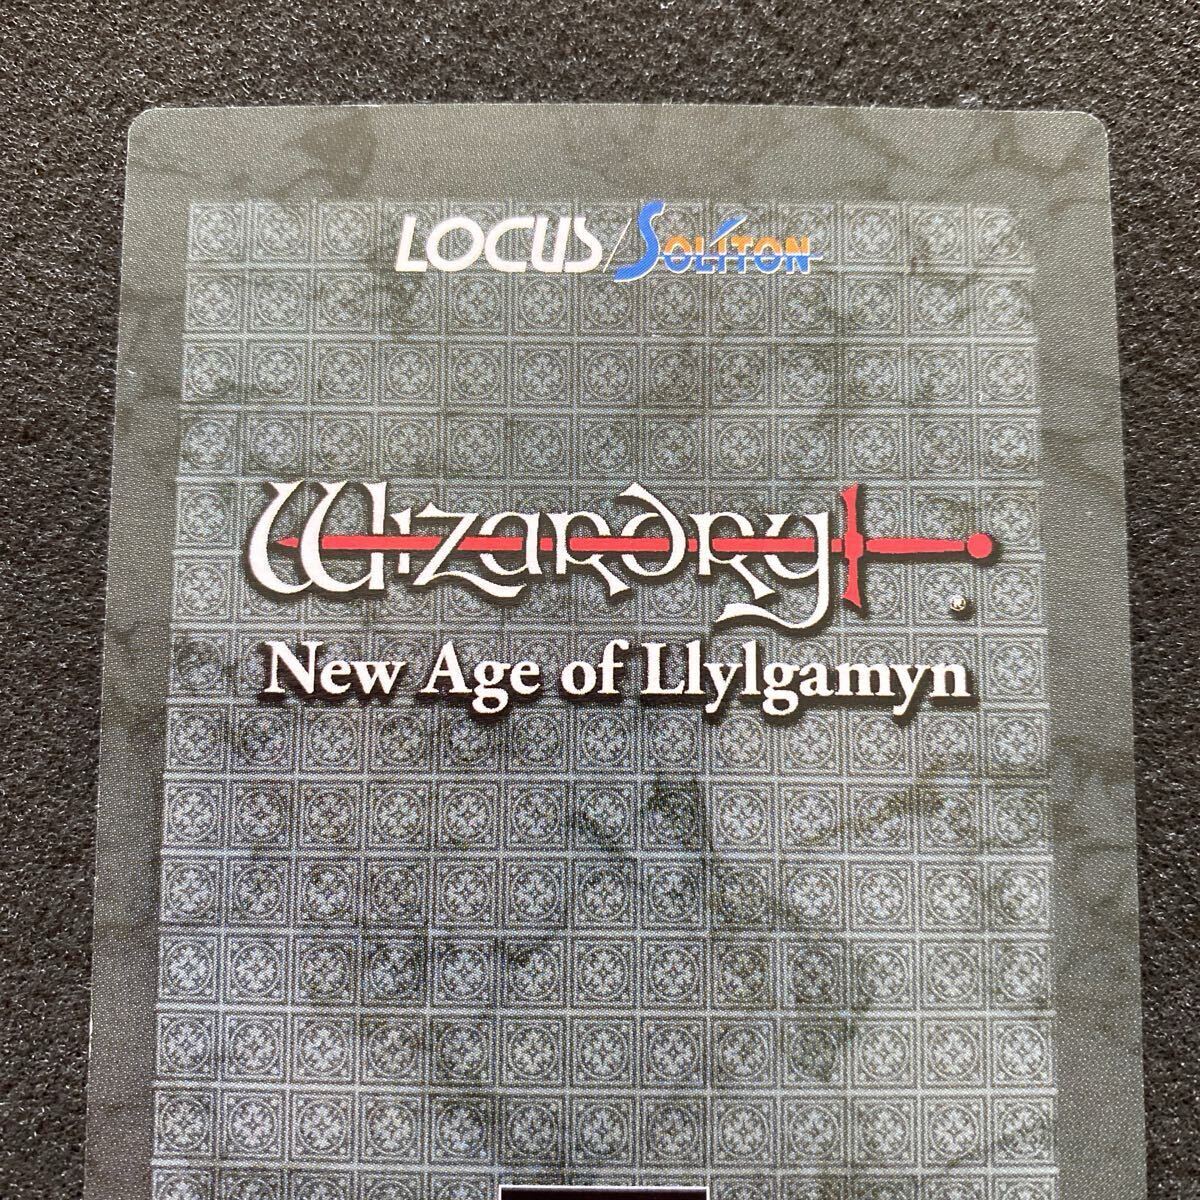 LOCUS/SOLITON
Wizardry®
New Age of Llylgamyn